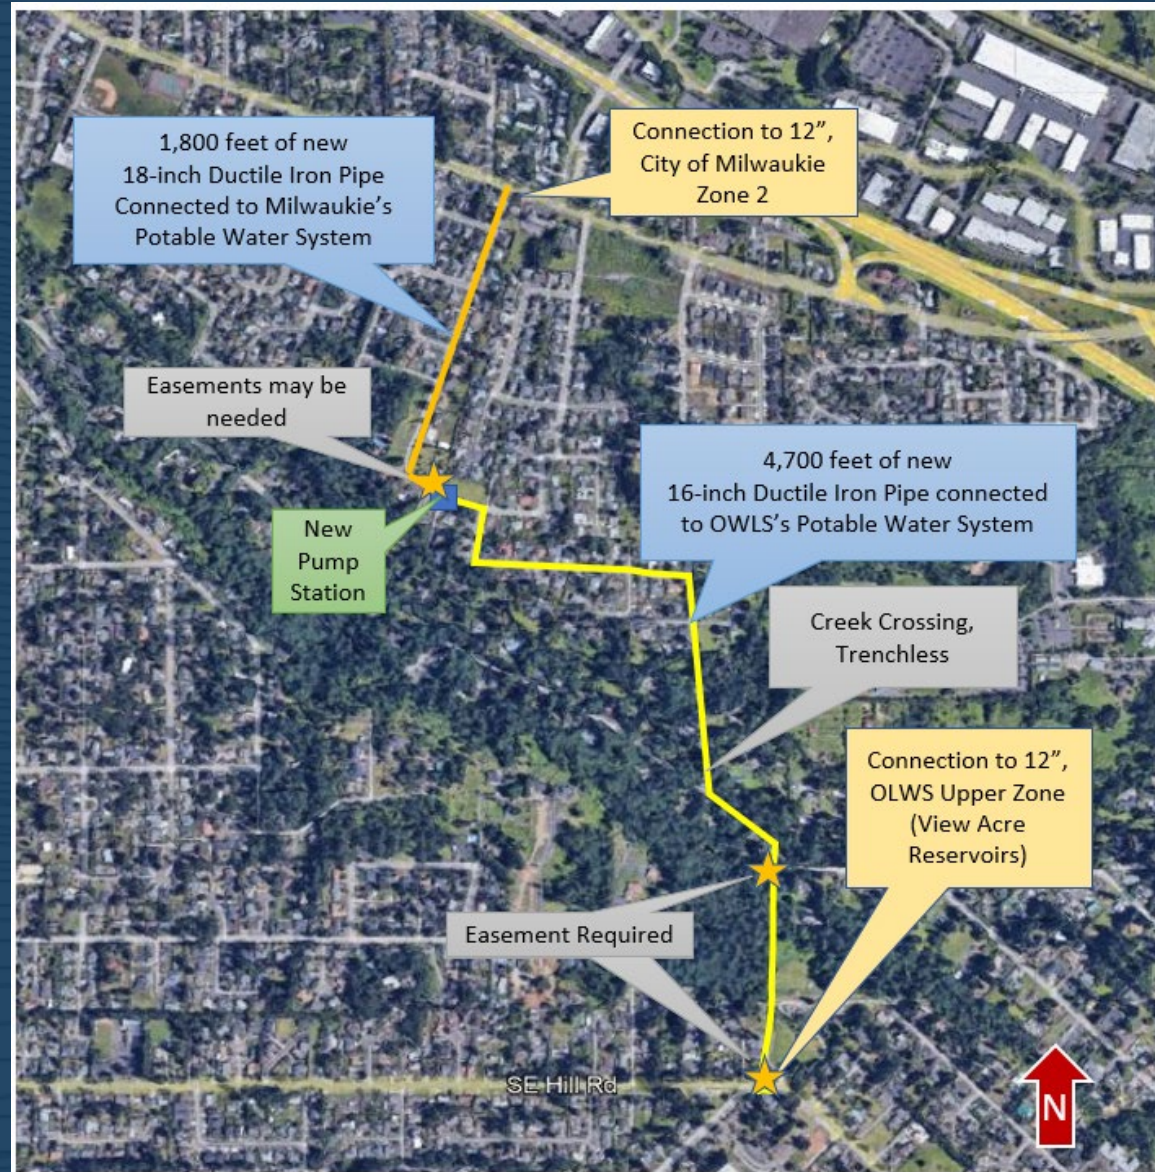 1,800 feet of new
18-inch Ductile Iron Pipe
Connected to Milwaukie’s
Potable Water System
Connection to 12”,
City of Milwaukie
Zone 2
Easements may be
needed
New
Pump
Station
4,700 feet of new
16-inch Ductile Iron Pipe connected
to OWLS’s Potable Water System
Creek Crossing,
Trenchless
Connection to 12”,
OLWS Upper Zone
(View Acre
Reservoirs)
Easement Required
SE Hill Rd
N